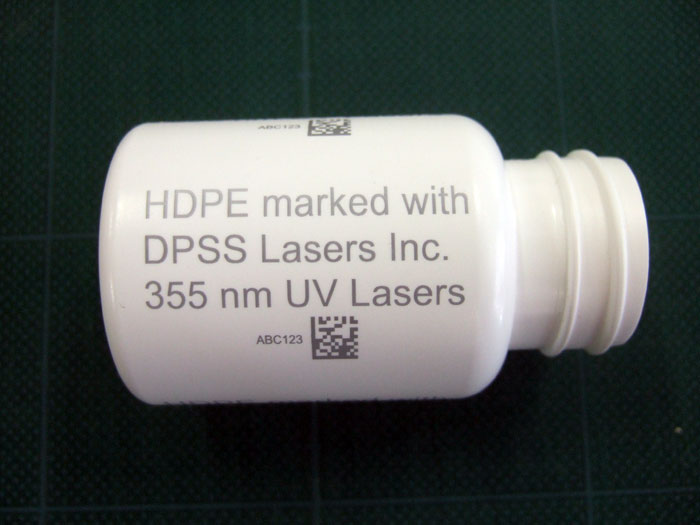 ABC123
HDPE marked with
DPSS Lasers Inc.
355 nm UV Lasers
ABC123